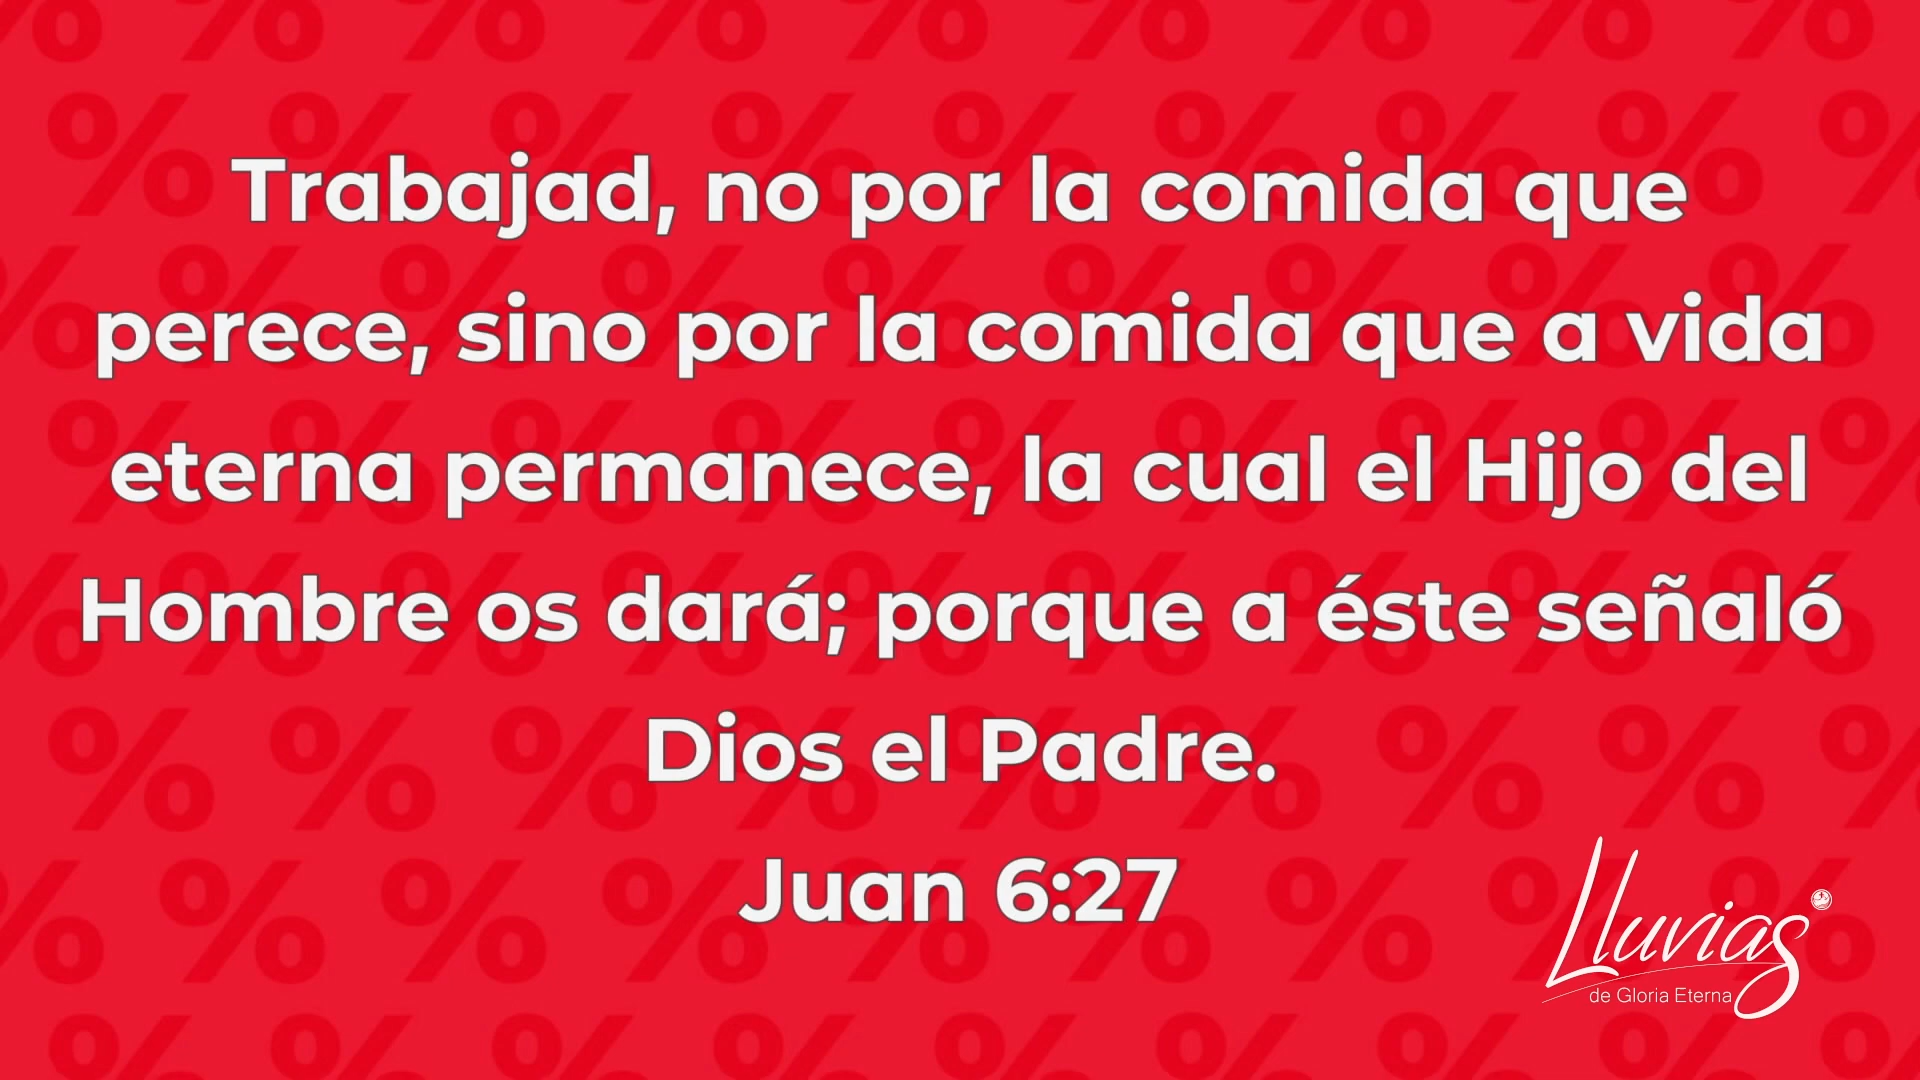 Trabajad, no por la comida que
perece, sino por la comida que a vida
eterna permanece, la cual el Hijo del
Hombre os dará; porque a éste señaló
Dios el Padre.
Juan 6:27
Lluvias
de Gloria Eterna